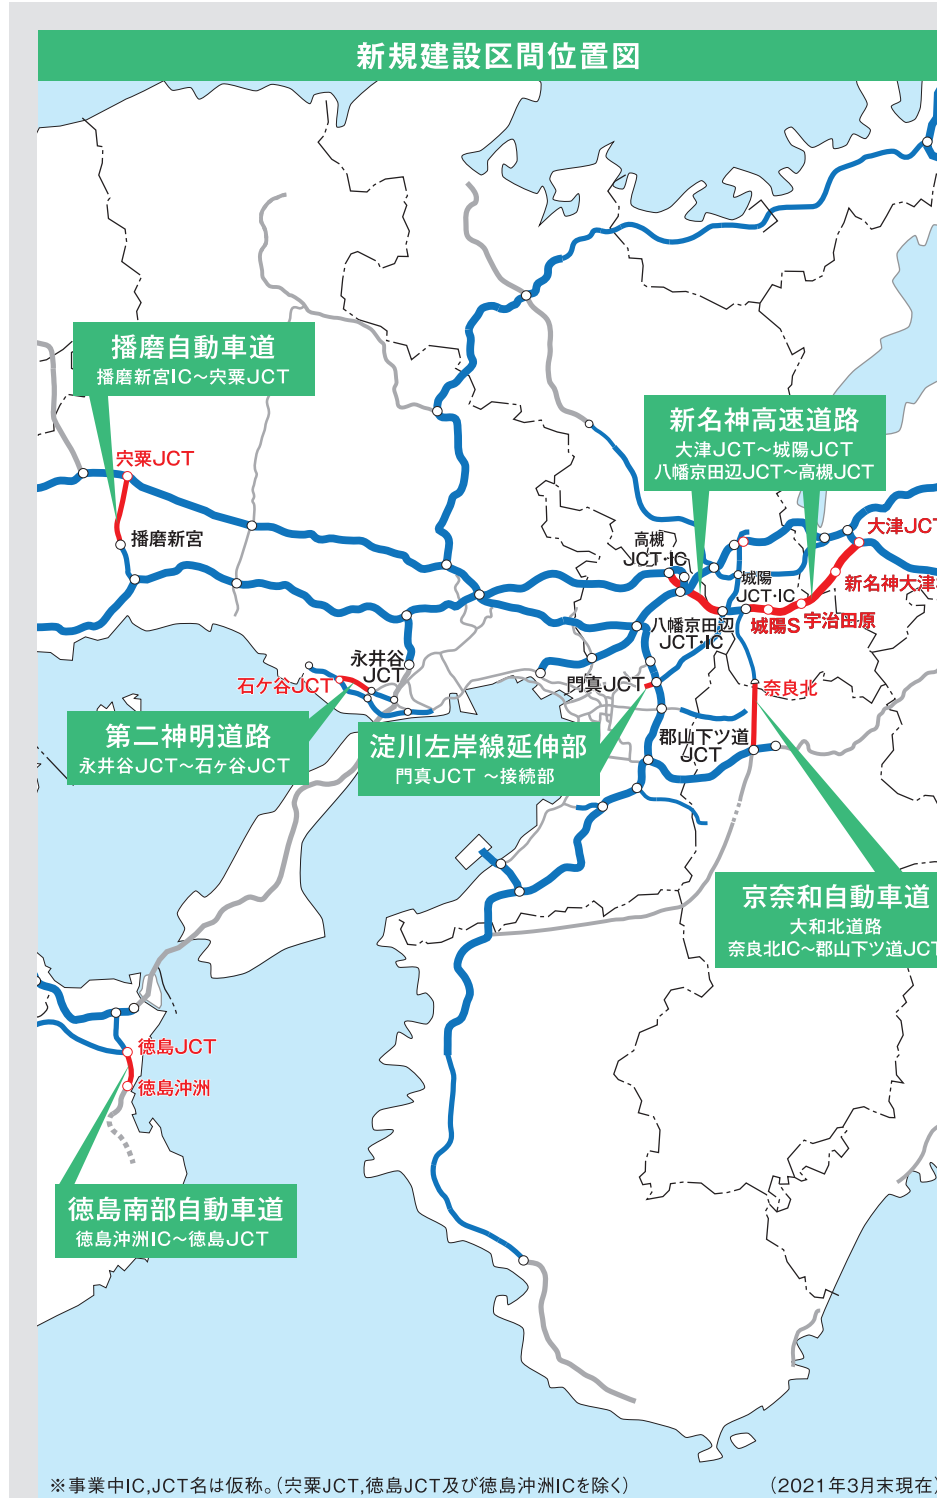 新規建設区間位置図
播磨自動車道
播磨新宮IC～宍粟JCT
宍粟JCT
播磨新宮
新名神高速道路
大津JCT～城陽JCT
八幡京田辺JCT～高槻JCT
大津JCT
高槻
JCT・IC
城陽
JCT・IC
新名神大津
城陽S
宇治田原
八幡京田辺
JCT・IC
永井谷
JCT
石ケ谷JCT
門真JCT
奈良北
第二神明道路
永井谷JCT～石ヶ谷JCT
淀川左岸線延伸部
門真JCT ～接続部
郡山下ツ道
JCT
京奈和自動車道
大和北道路
奈良北IC～郡山下ツ道JCT
徳島JCT
徳島沖洲
徳島南部自動車道
徳島沖洲IC～徳島JCT
※事業中IC,JCT名は仮称。(宍粟JCT,徳島JCT及び徳島沖洲ICを除く)
(2021年3月末現在)